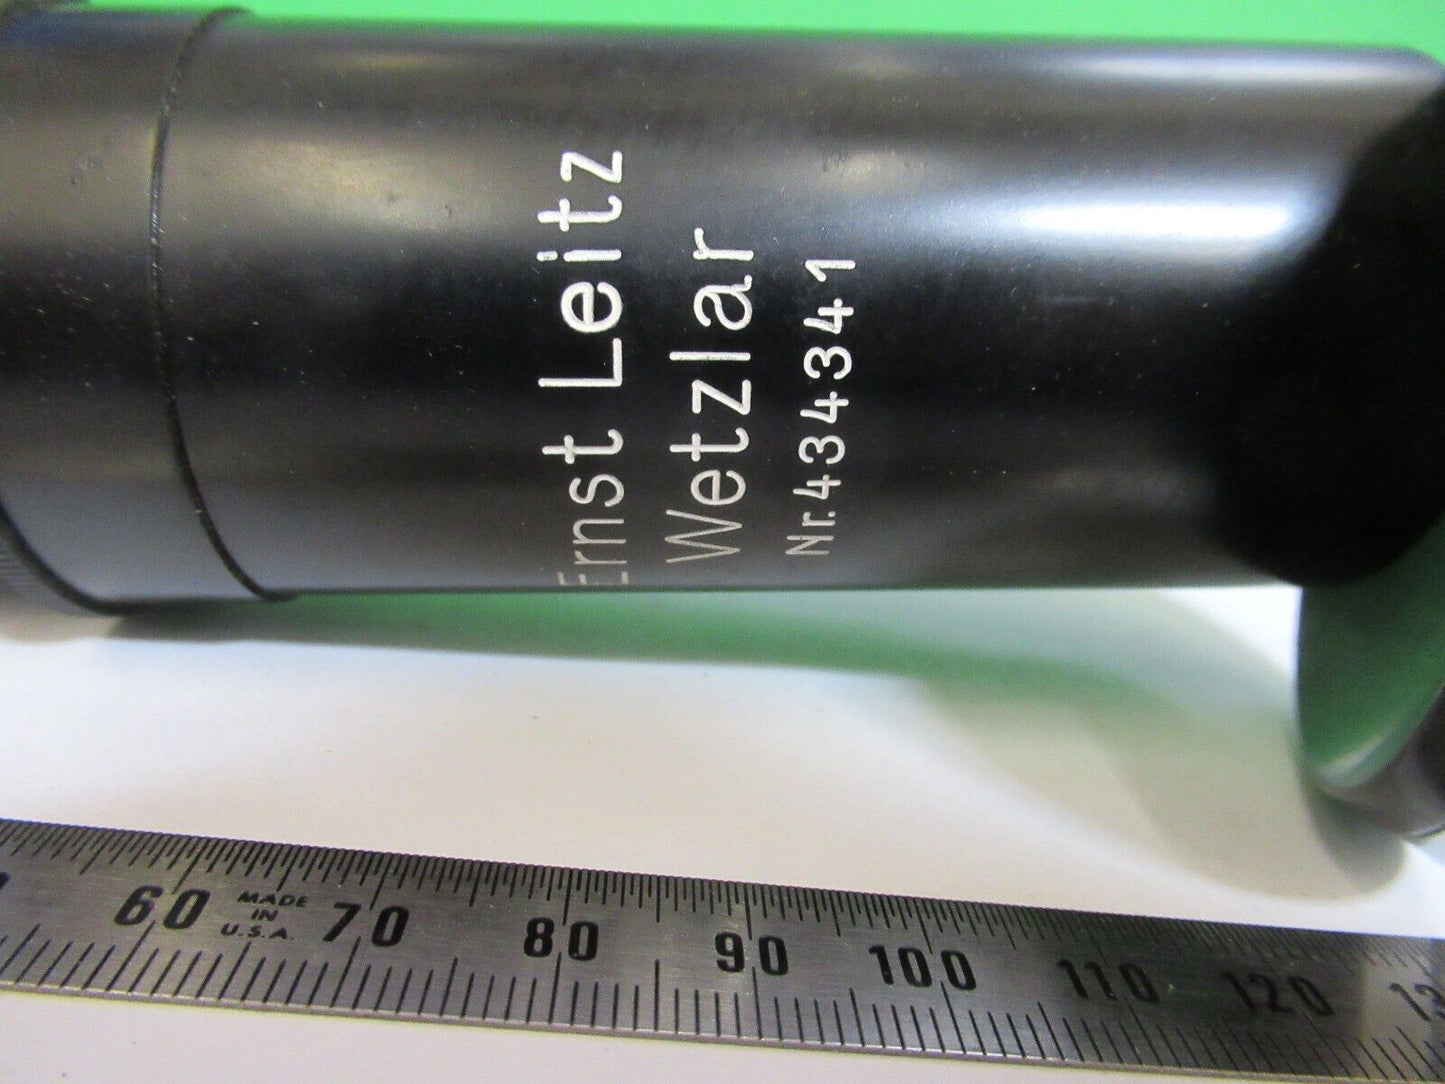 Ernst Leitz
Wetzlar
Nr. 434341
60 70 80 90 100 110 120
MADE
IN
U.S.A.